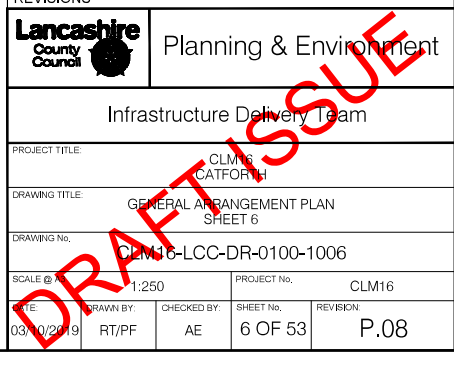 REVISIONS
Lancashire
County
Council
Planning & Environment
Infrastructure Delivery Team
PROJECT TITLE:
CLM16
CATFORTH
DRAWING TITLE:
GENERAL ARRANGEMENT PLAN
SHEET 6
DRAWING No.
CLM16-LCC-DR-0100-1006
SCALE @ A3
1:250
PROJECT No.
CLM16
DATE:
03/10/2019
DRAWN BY:
RT/PF
CHECKED BY:
AE
SHEET No.
6 OF 53
REVISION:
P.08
DRAFT ISSUE